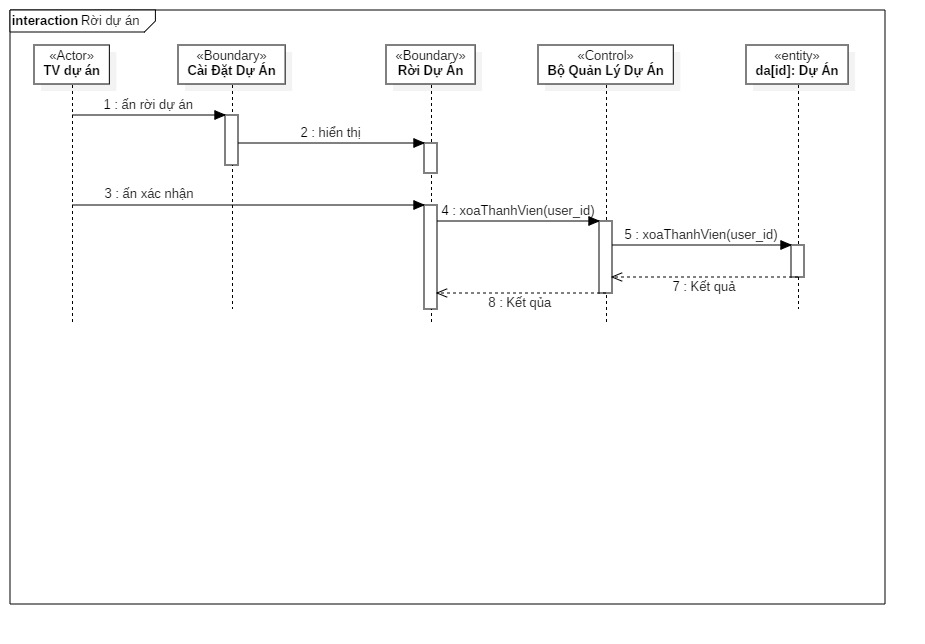 interaction Rời dự án
«Actor»
TV dự án
«Boundary»
Cài Đặt Dự Án
«Boundary»
Rời Dự Án
«Control»
Bộ Quản Lý Dự Án
«entity»
da[id]: Dự Án
1 : ấn rời dự án
2 : hiển thị
3 : ấn xác nhận
4 : xoaThanhVien(user_id)
5 : xoaThanhVien(user_id)
7 : Kết quả
8 : Kết qủa